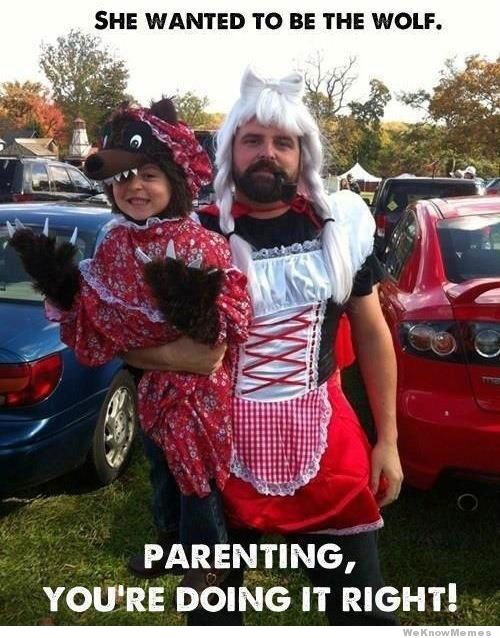 She wanted to be the wolf.
Parenting,
you're doing it right!
WeKnowMemes